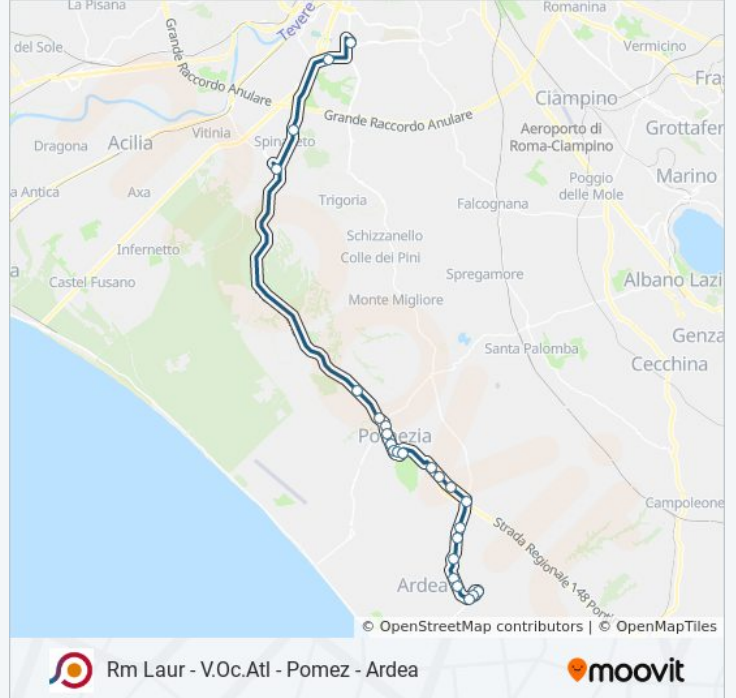 La Pisana
Romanina
Tevere
del Sole
Vermicino
Grande Raccordo Anulare
Fras
Ciampino
Grande Raccordo Anulare
Vitinia
Aeroporto di
Roma-Ciampino
Grottafer
Dragona
Acilia
Marino
Poggio
delle Mole
a Antica
Axa
Trigoria
Falcognana
Schizzanello
Infernetto
Colle dei Pini
Spregamore
Castel Fusano
Albano Lazi
Monte Migliore
Genza
Santa Palomba
Cecchina
Campoleone
Strada Regionale 148 Ponti
Ardea
© OpenStreetMap contributors | © OpenMapTiles
Rm Laur - V.Oc.Atl - Pomez - Ardea
moovit